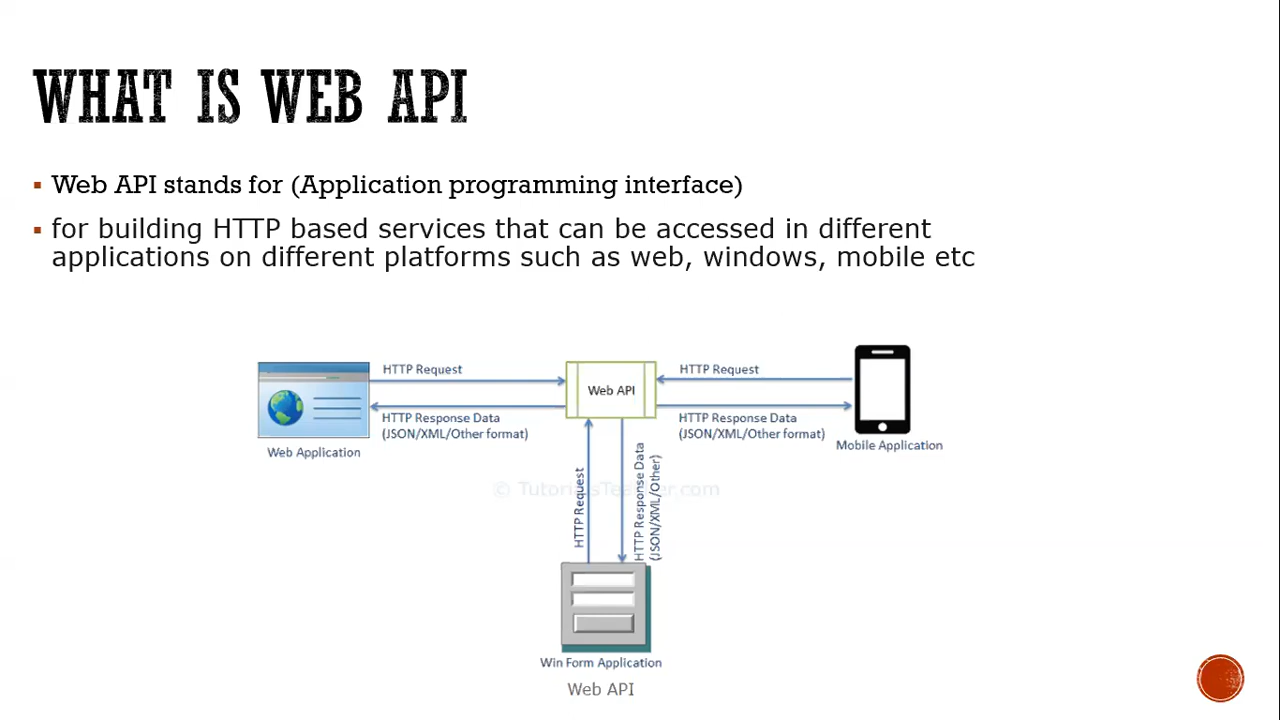 WHAT IS WEB API
▪ Web API stands for (Application programming interface)
▪ for building HTTP based services that can be accessed in different
applications on different platforms such as web, windows, mobile etc
HTTP Request
HTTP Response Data
(JSON/XML/Other format)
Web Application
Web API
HTTP Request
HTTP Response Data
(JSON/XML/Other format)
Mobile Application
HTTP Request
HTTP Response Data
(JSON/XML/Other)
Win Form Application
Web API